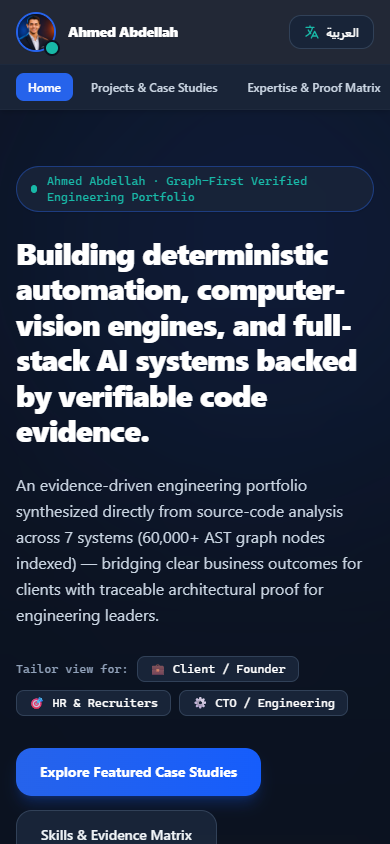 Ahmed Abdellah
العربية
Home
Projects & Case Studies
Expertise & Proof Matrix
Ahmed Abdellah · Graph-First Verified
Engineering Portfolio
Building deterministic
automation, computer-
vision engines, and full-
stack AI systems backed
by verifiable code
evidence.
An evidence-driven engineering portfolio
synthesized directly from source-code analysis
across 7 systems (60,000+ AST graph nodes
indexed) — bridging clear business outcomes for
clients with traceable architectural proof for
engineering leaders.
Tailor view for:
Client / Founder
HR & Recruiters
CTO / Engineering
Explore Featured Case Studies
Skills & Evidence Matrix